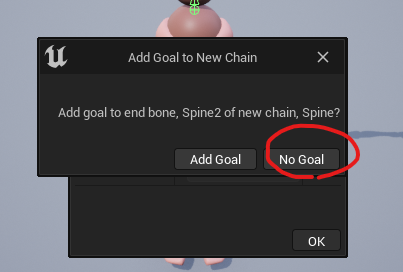 Add Goal to New Chain
Add goal to end bone, Spine2 of new chain, Spine?
Add Goal
No Goal
OK